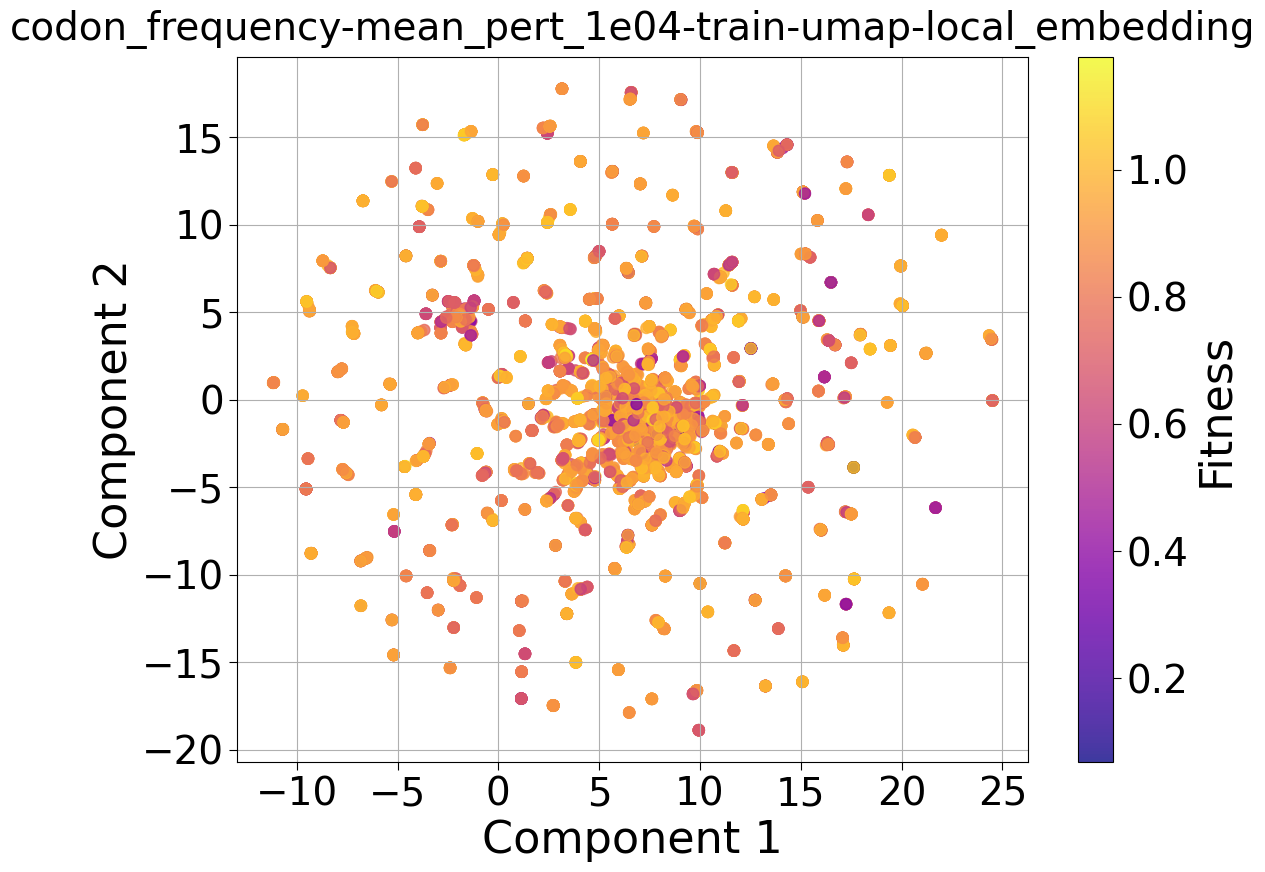 codon_frequency-mean_pert_1e04-train-umap-local_embedding
15
10
5
0
−5
−10
−15
−20
Component 2
−10 −5 0 5 10 15 20 25
Component 1
1.0
0.8
0.6
0.4
0.2
Fitness